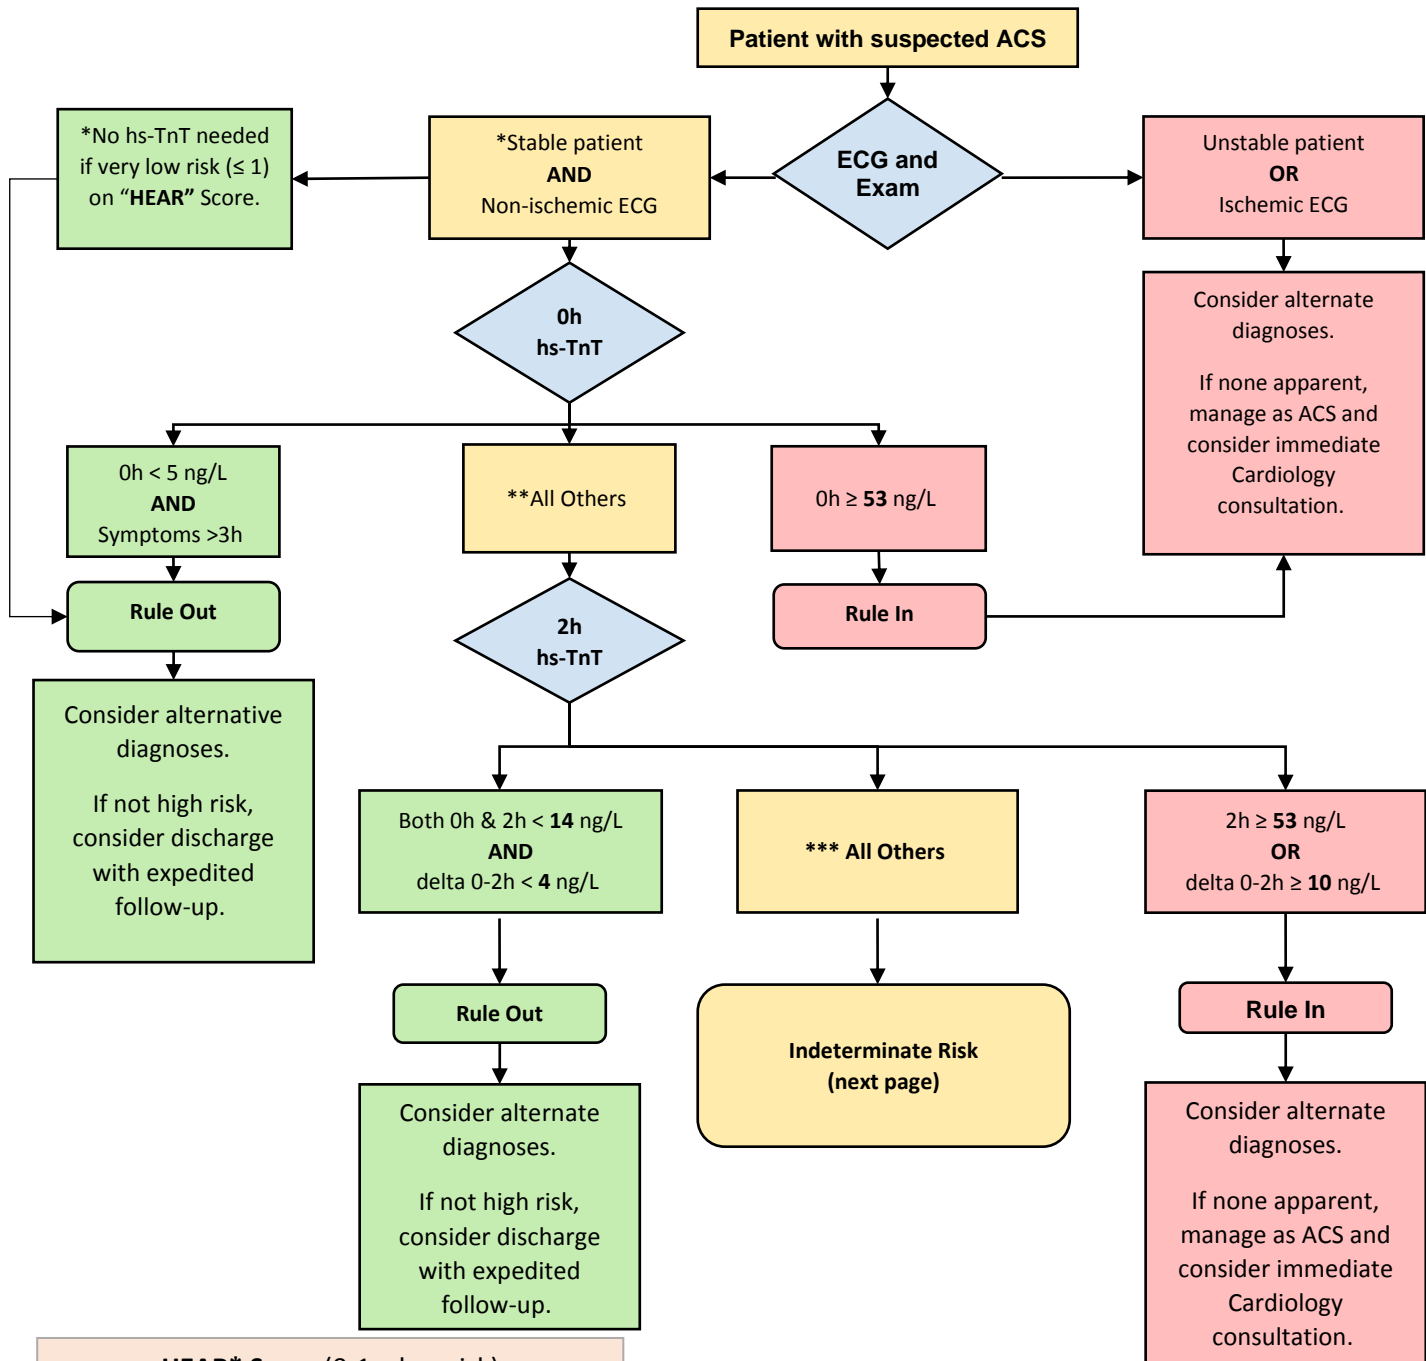 Patient with suspected ACS
*No hs-TnT needed
if very low risk (≤ 1)
on “HEAR” Score.
*Stable patient
AND
Non-ischemic ECG
ECG and
Exam
Unstable patient
OR
Ischemic ECG
0h
hs-TnT
Consider alternate
diagnoses.
If none apparent,
manage as ACS and
consider immediate
Cardiology
consultation.
0h < 5 ng/L
AND
Symptoms >3h
**All Others
0h ≥ 53 ng/L
Rule Out
2h
hs-TnT
Rule In
Consider alternative
diagnoses.
If not high risk,
consider discharge
with expedited
follow-up.
Both 0h & 2h < 14 ng/L
AND
delta 0-2h < 4 ng/L
*** All Others
2h ≥ 53 ng/L
OR
delta 0-2h ≥ 10 ng/L
Rule Out
Indeterminate Risk
(next page)
Rule In
Consider alternate
diagnoses.
If not high risk,
consider discharge
with expedited
follow-up.
Consider alternate
diagnoses.
If none apparent,
manage as ACS and
consider immediate
Cardiology
consultation.
HEAR* Score (0-1 = low risk)